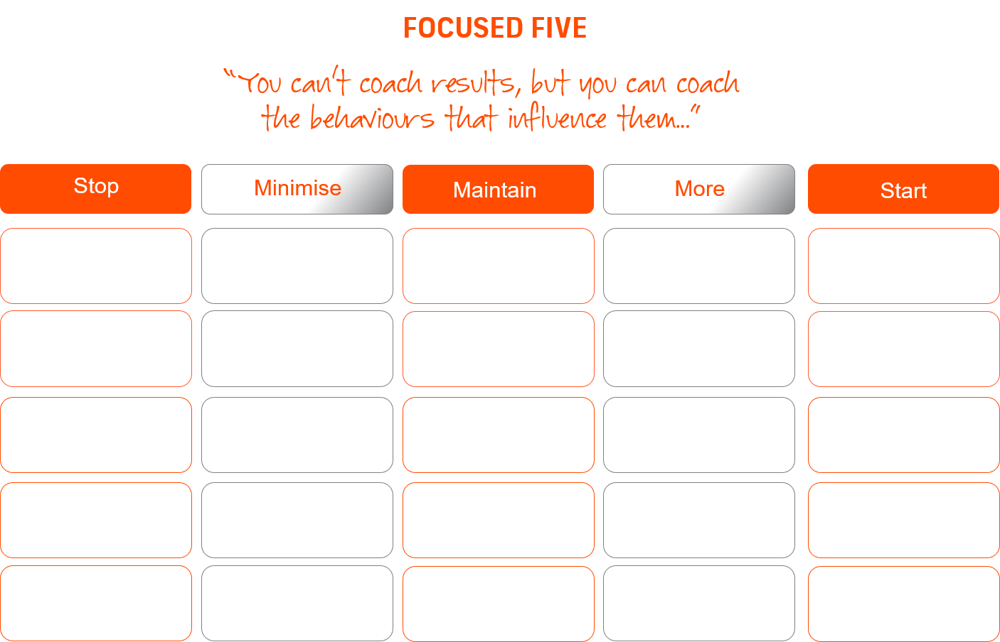 FOCUSED FIVE
“You can't coach results, but you can coach
the behaviours that influence them...”
Stop
Minimise
Maintain
More
Start